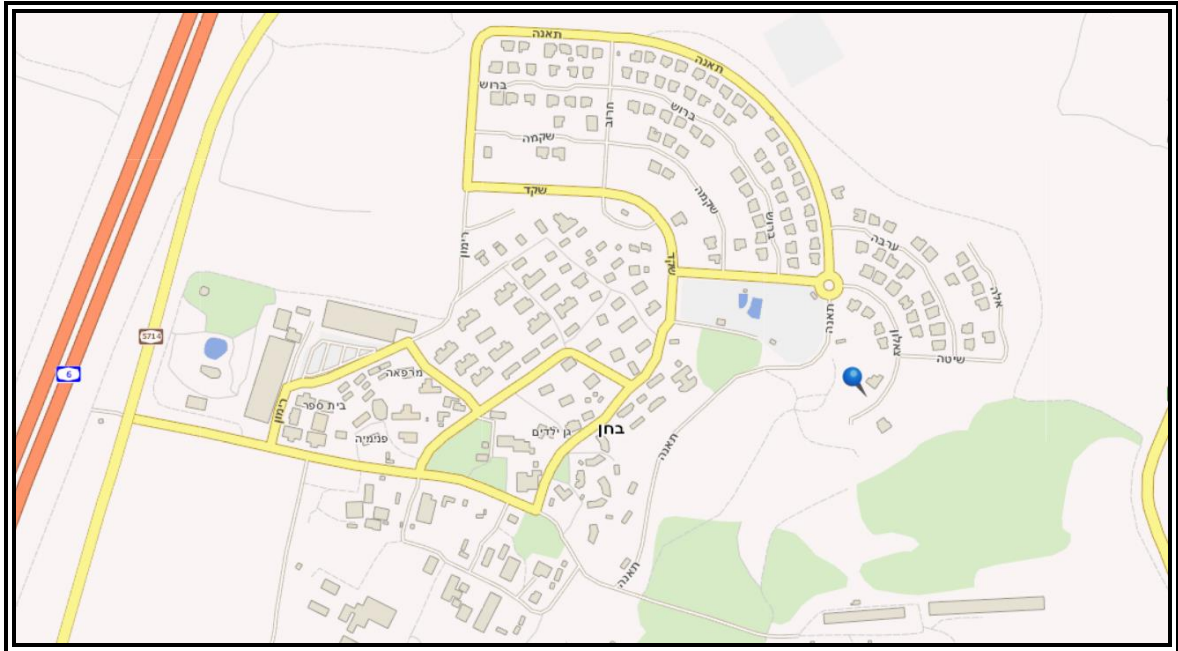 תאנה
תאנה
ברוש
חרוב
ברוש
שקמה
שקמה
שקד
ברוש
רימון
שקד
ערבה
אלה
תאנה
אלון
שיטה
5714
6
מרפאה
בית ספר
רימון
פנימיה
גן ילדים
בחן
תאנה
תאנה